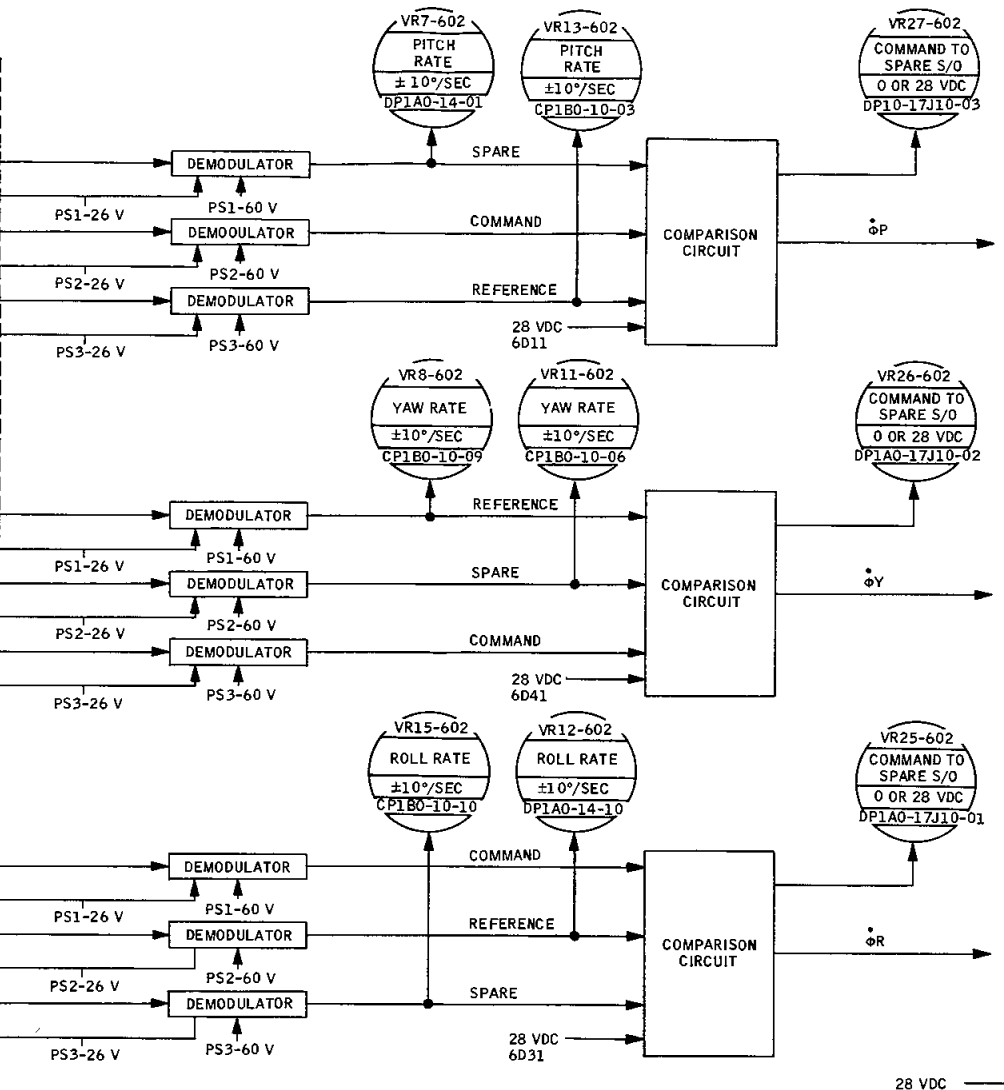 VR7-602
PITCH
RATE
± 10°/SEC
DP1A0-14-01
VR13-602
PITCH
RATE
±10°/SEC
CP1B0-10-03
VR27-602
COMMAND TO
SPARE S/O
0 OR 28 VDC
DP10-17J10-03
DEMODULATOR
SPARE
PS1-26 V
PS1-60 V
DEMOOULATOR
COMMAND
PS2-26 V
PS2-60 V
DEMODULATOR
REFERENCE
PS3-26 V
PS3-60 V
28 VDC
6D11
COMPARISON
CIRCUIT
φ̇P
VR8-602
YAW RATE
±10°/SEC
CP1B0-10-09
VR11-602
YAW RATE
±10°/SEC
CP1B0-10-06
VR26-602
COMMAND TO
SPARE S/O
0 OR 28 VDC
DP1A0-17J10-02
DEMODULATOR
REFERENCE
PS1-26 V
PS1-60 V
DEMODULATOR
SPARE
PS2-26 V
PS2-60 V
DEMODULATOR
COMMAND
PS3-26 V
PS3-60 V
28 VDC
6D41
COMPARISON
CIRCUIT
φ̇Y
VR15-602
ROLL RATE
±10°/SEC
CP1B0-10-10
VR12-602
ROLL RATE
±10°/SEC
DP1A0-14-10
VR25-602
COMMAND TO
SPARE S/O
0 OR 28 VDC
DP1A0-17J10-01
DEMODULATOR
COMMAND
PS1-26 V
PS1-60 V
DEMODULATOR
REFERENCE
PS2-26 V
PS2-60 V
DEMODULATOR
SPARE
PS3-26 V
PS3-60 V
28 VDC
6D31
COMPARISON
CIRCUIT
φ̇R
28 VDC